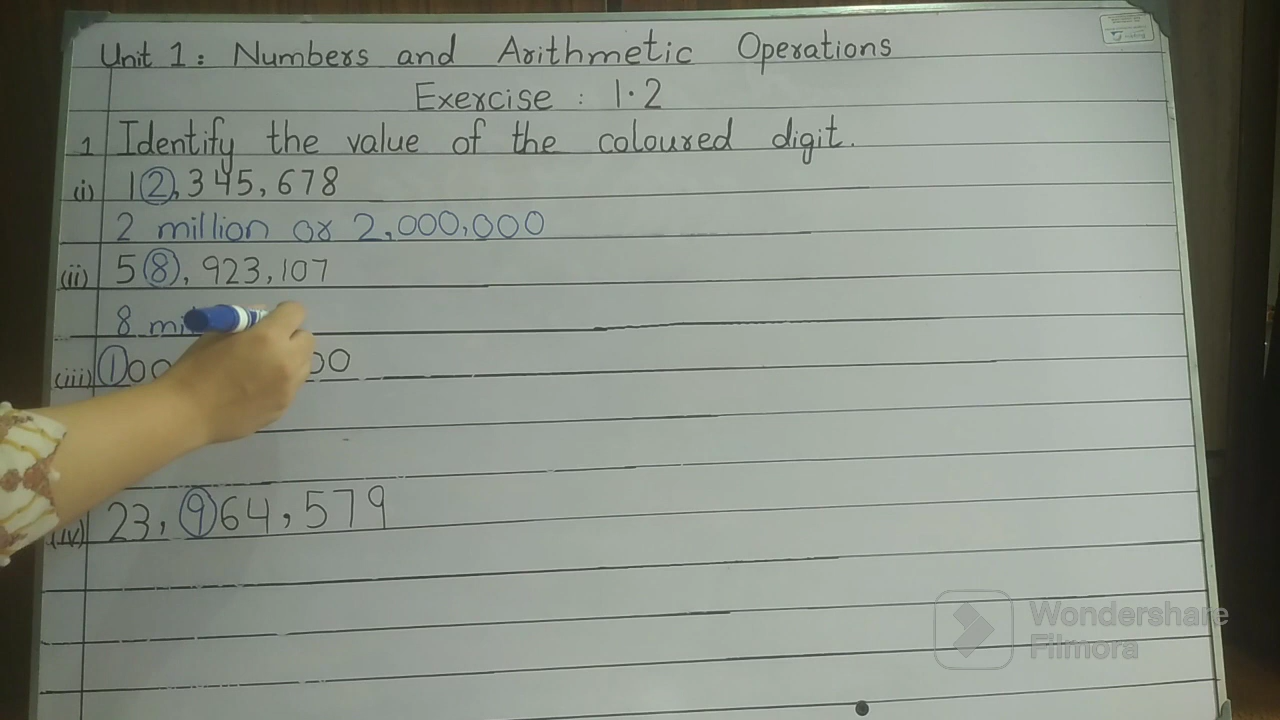 Unit 1: Numbers and Arithmetic Operations
Exercise : 1.2
1 Identify the value of the coloured digit.
(i) 12,345,678
2 million or 2,000,000
(ii) 58,923,107
8
(iii) 100 00
(iv) 23,964,579
Wondershare
Filmora